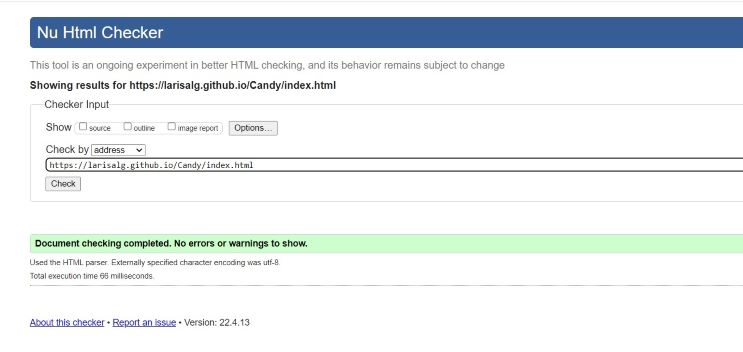 Nu Html Checker
This tool is an ongoing experiment in better HTML checking, and its behavior remains subject to change
Showing results for https://larisalg.github.io/Candy/index.html
Checker Input
Show source outline image report Options...
Check by address
https://larisalg.github.io/Candy/index.html
Check
Document checking completed. No errors or warnings to show.
Used the HTML parser. Externally specified character encoding was utf-8.
Total execution time 66 milliseconds.
About this checker • Report an issue • Version: 22.4.13